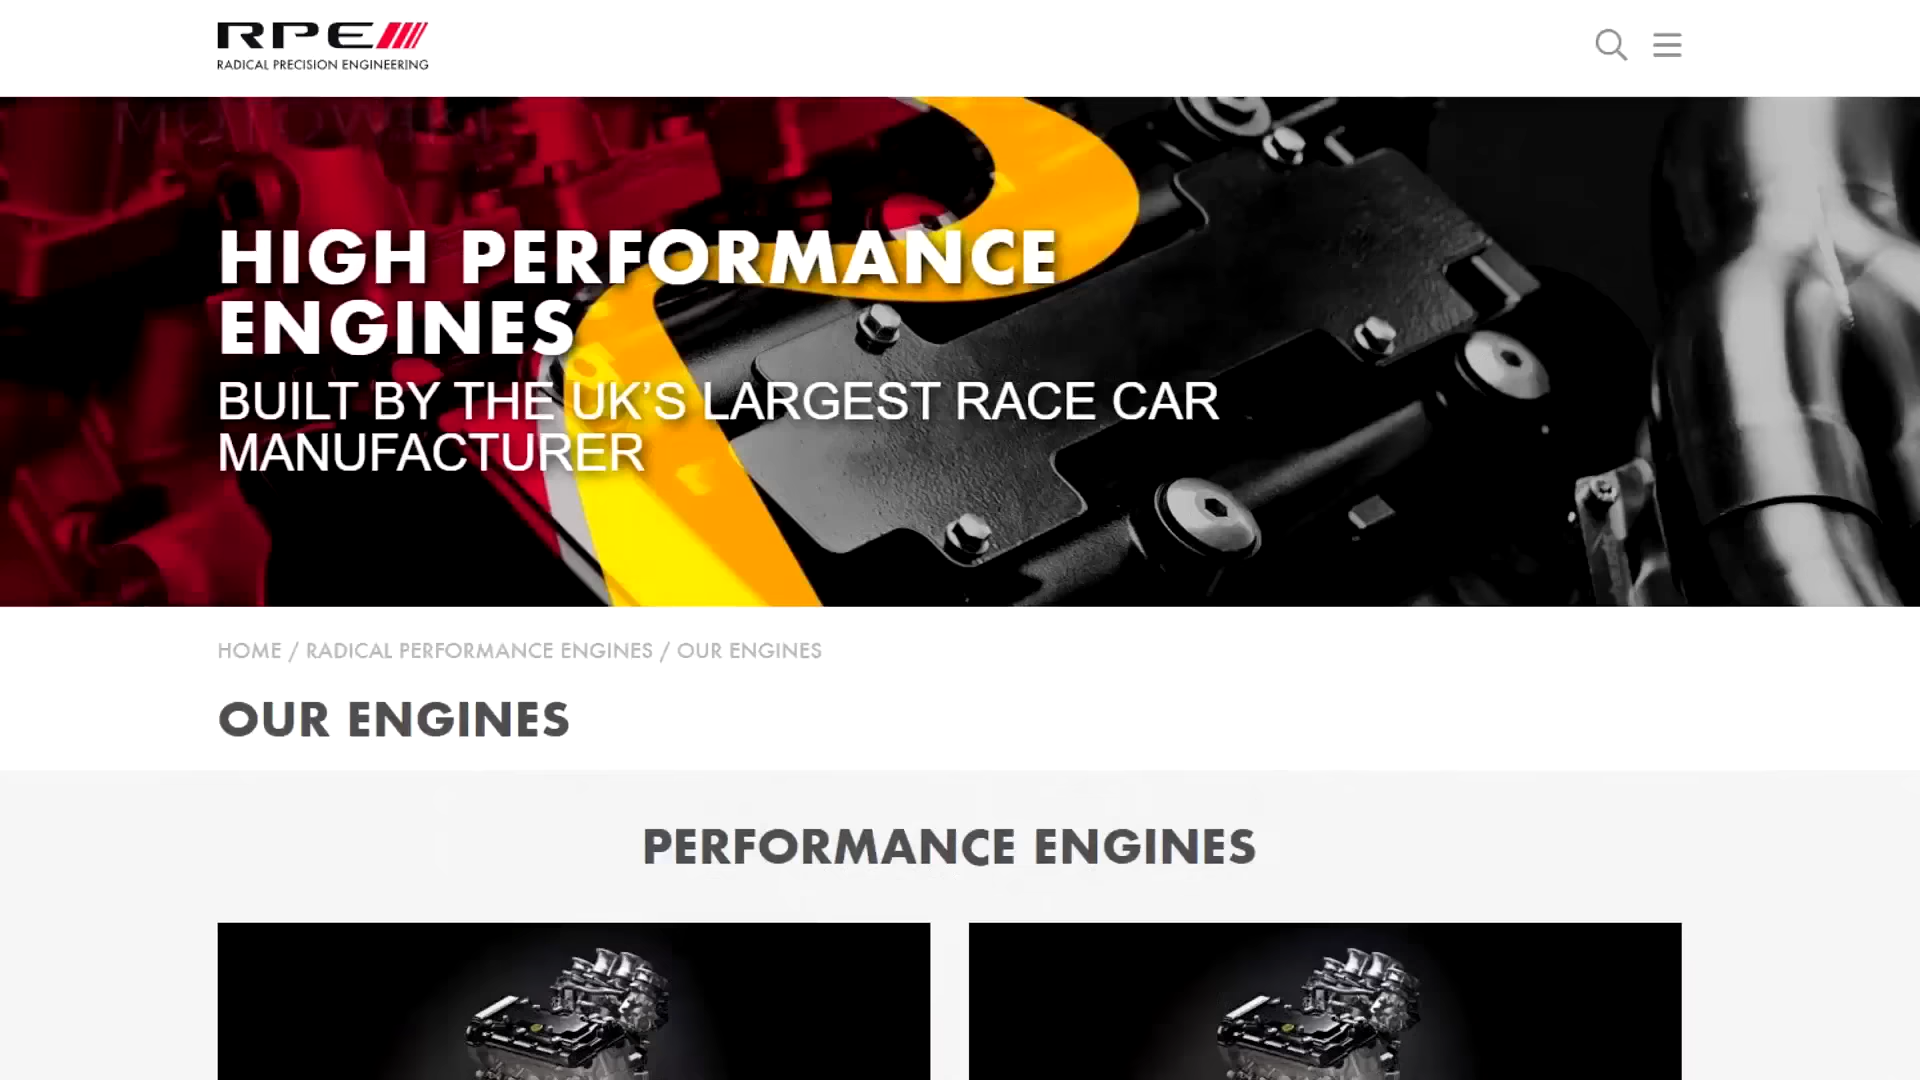 RPE
RADICAL PRECISION ENGINEERING
MOTOWORX
HIGH PERFORMANCE
ENGINES
BUILT BY THE UK’S LARGEST RACE CAR
MANUFACTURER
HOME / RADICAL PERFORMANCE ENGINES / OUR ENGINES
OUR ENGINES
PERFORMANCE ENGINES